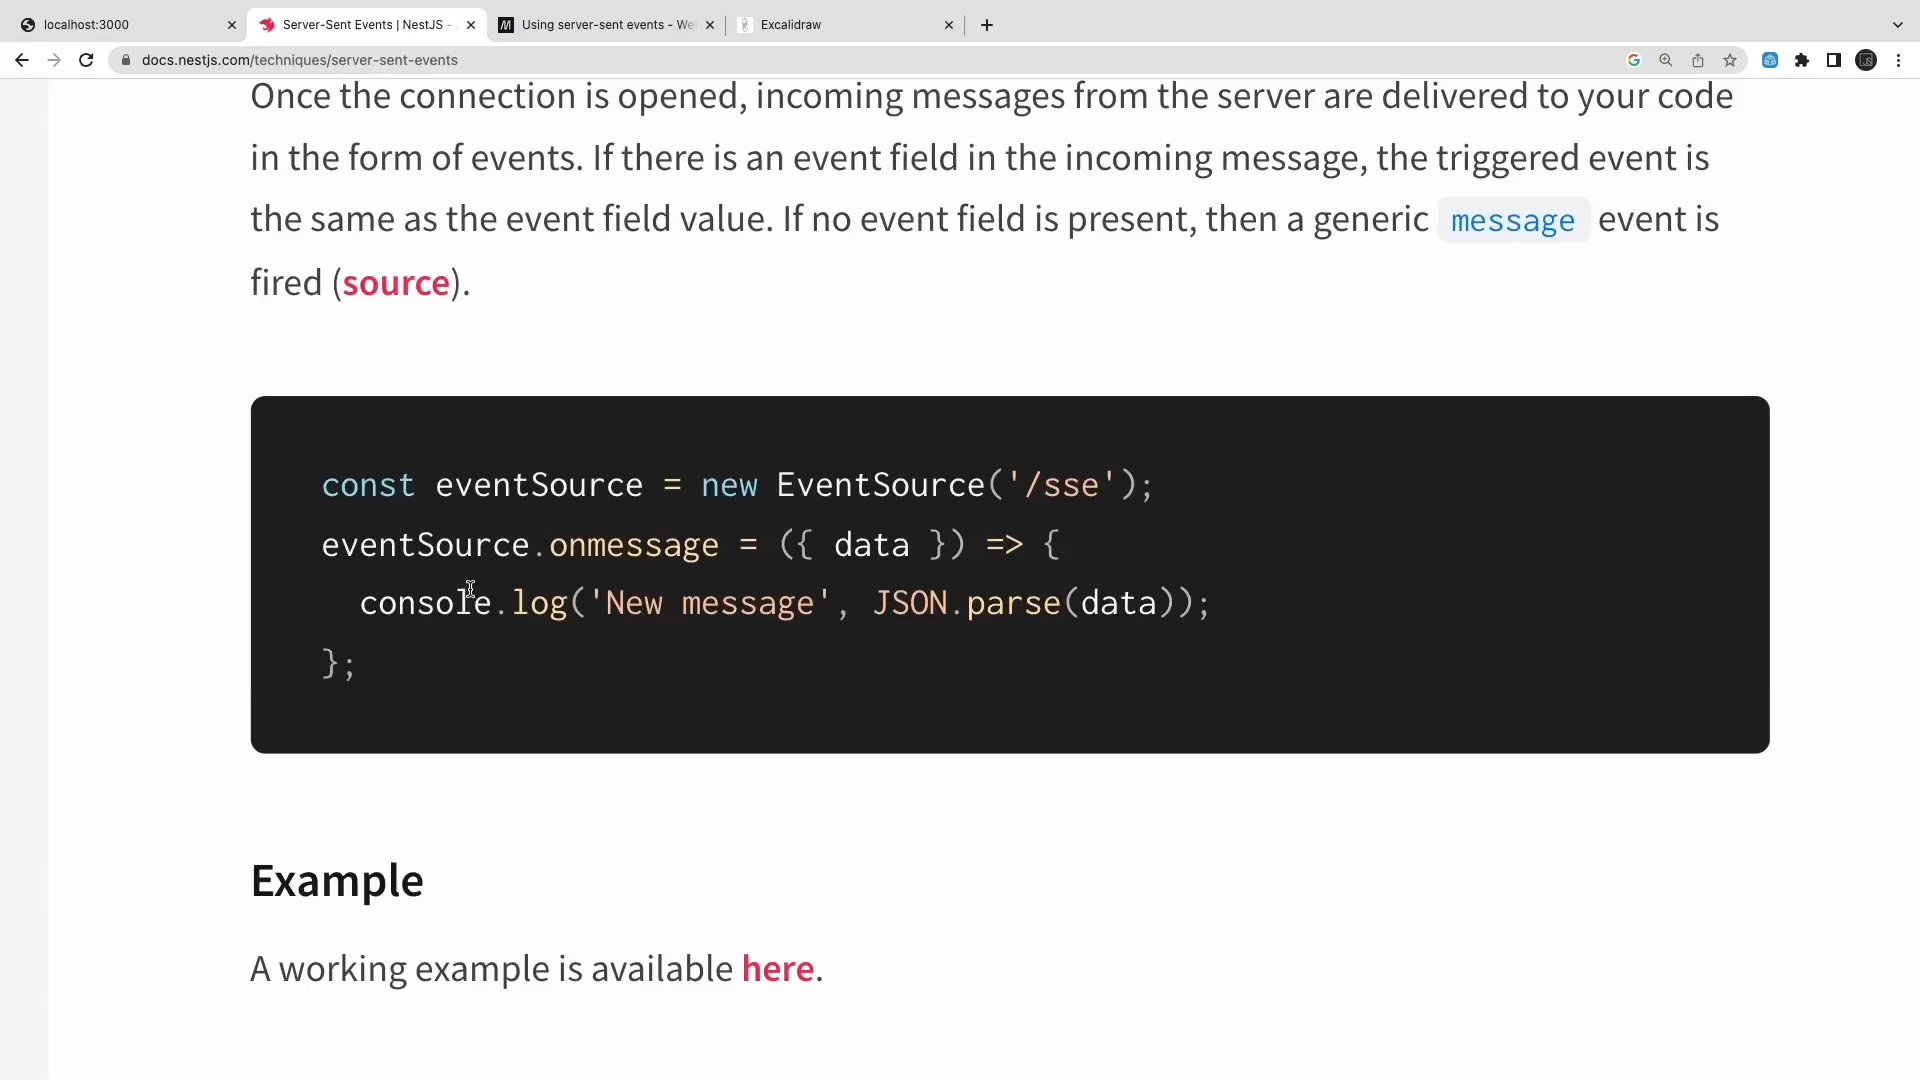 localhost:3000
Server-Sent Events | NestJS -
Using server-sent events - We
Excalidraw
docs.nestjs.com/techniques/server-sent-events
Once the connection is opened, incoming messages from the server are delivered to your code
in the form of events. If there is an event field in the incoming message, the triggered event is
the same as the event field value. If no event field is present, then a generic message event is
fired (source).
const eventSource = new EventSource('/sse');
eventSource.onmessage = ({ data }) => {
  console.log('New message', JSON.parse(data));
};
Example
A working example is available here.